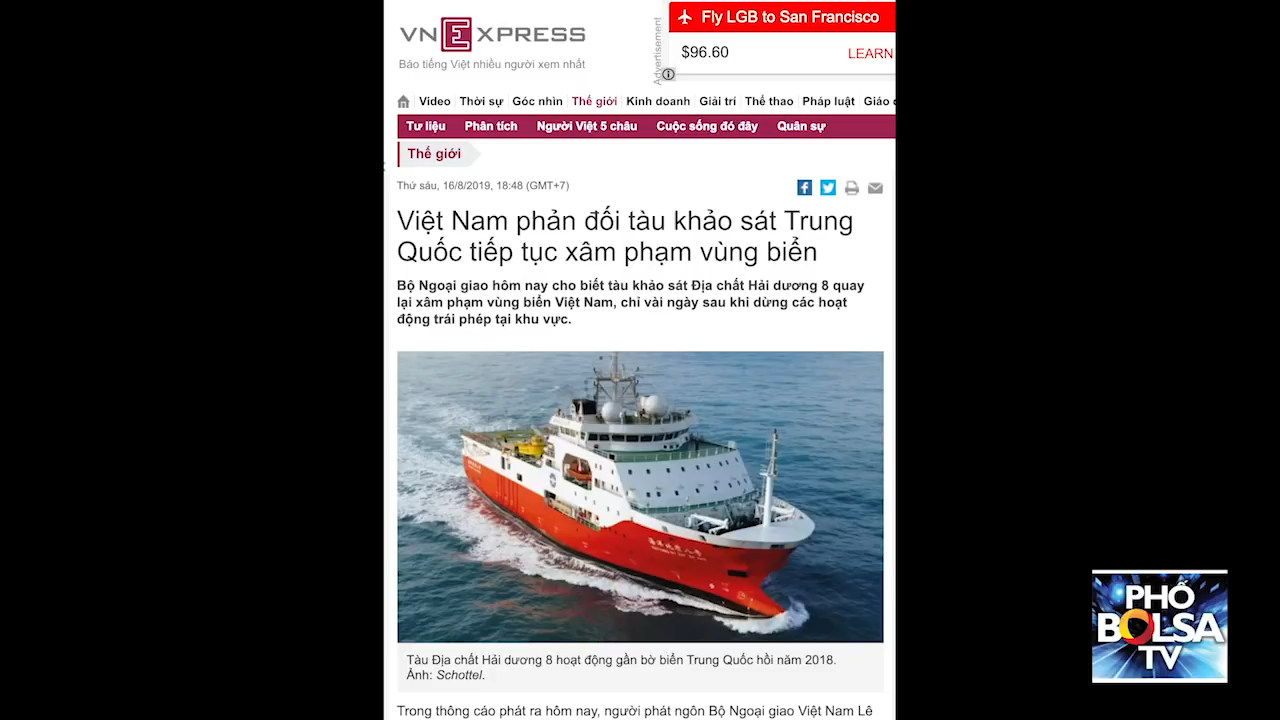 VNEXPRESS
Báo tiếng Việt nhiều người xem nhất
Advertisement
Fly LGB to San Francisco
$96.60
LEARN
Video Thời sự Góc nhìn Thế giới Kinh doanh Giải trí Thể thao Pháp luật Giáo
Tư liệu Phân tích Người Việt 5 châu Cuộc sống đó đây Quân sự
Thế giới
Thứ sáu, 16/8/2019, 18:48 (GMT+7)
Việt Nam phản đối tàu khảo sát Trung
Quốc tiếp tục xâm phạm vùng biển
Bộ Ngoại giao hôm nay cho biết tàu khảo sát Địa chất Hải dương 8 quay
lại xâm phạm vùng biển Việt Nam, chỉ vài ngày sau khi dừng các hoạt
động trái phép tại khu vực.
海洋地质八号
Tàu Địa chất Hải dương 8 hoạt động gần bờ biển Trung Quốc hồi năm 2018.
Ảnh: Schottel.
Trong thông cáo phát ra hôm nay, người phát ngôn Bộ Ngoại giao Việt Nam Lê
PHỐ
BOLSA
TV